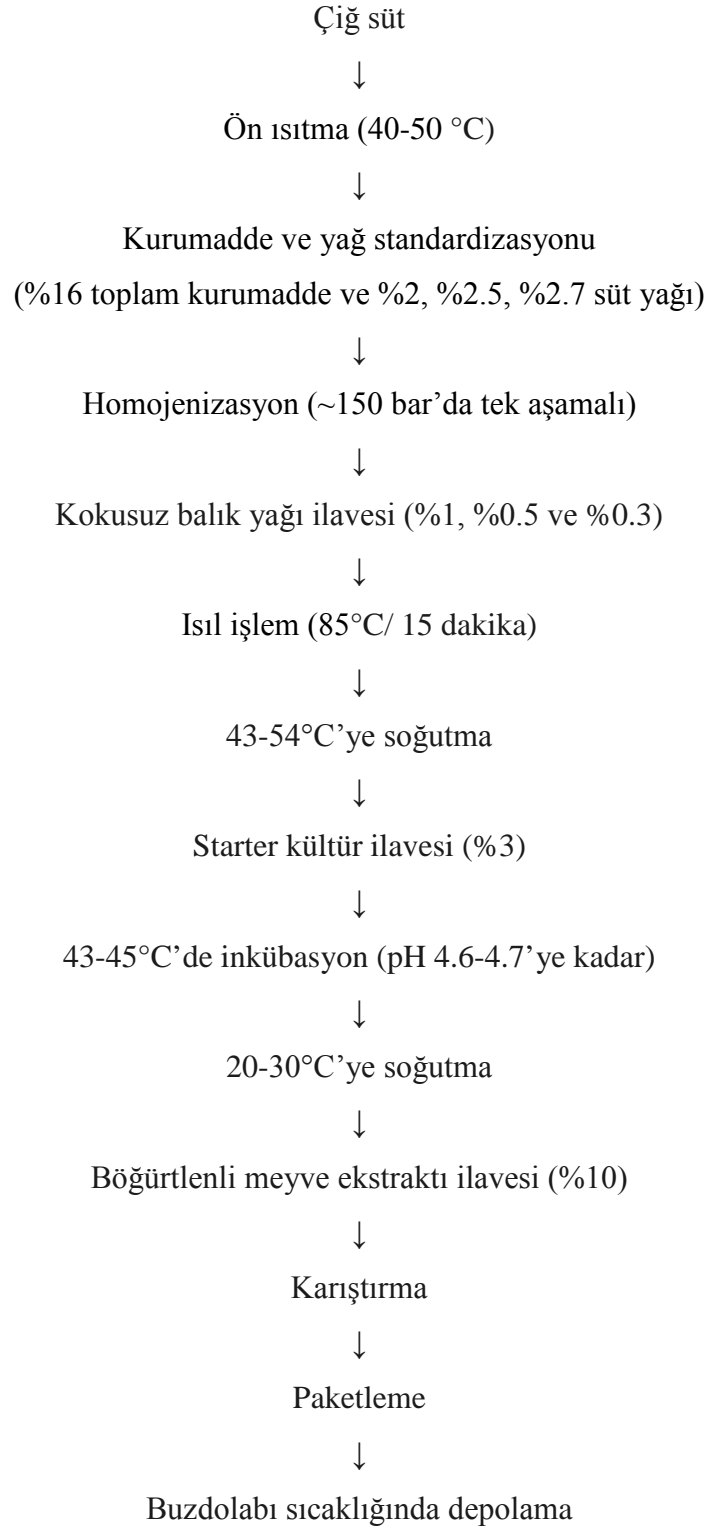 Çiğ süt
↓
Ön ısıtma (40-50 °C)
↓
Kurumadde ve yağ standardizasyonu
(%16 toplam kurumadde ve %2, %2.5, %2.7 süt yağı)
↓
Homojenizasyon (~150 bar’da tek aşamalı)
↓
Kokusuz balık yağı ilavesi (%1, %0.5 ve %0.3)
↓
Isıl işlem (85°C/ 15 dakika)
↓
43-54°C’ye soğutma
↓
Starter kültür ilavesi (%3)
↓
43-45°C’de inkübasyon (pH 4.6-4.7’ye kadar)
↓
20-30°C’ye soğutma
↓
Böğürtlenli meyve ekstraktı ilavesi (%10)
↓
Karıştırma
↓
Paketleme
↓
Buzdolabı sıcaklığında depolama